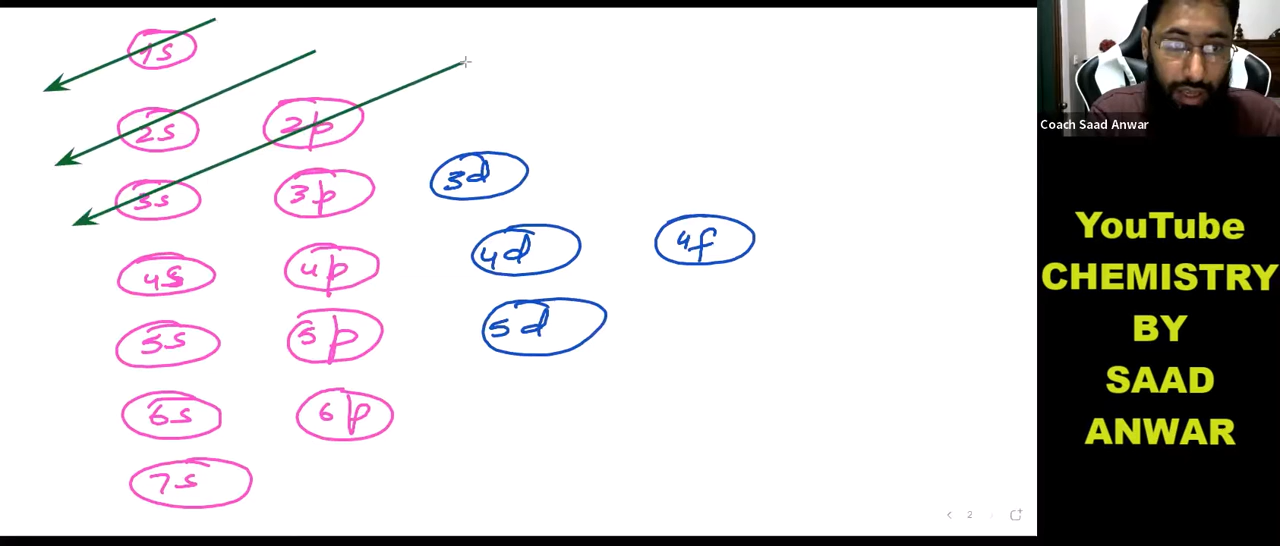 1s
2s 2p
3s 3p 3d
4s 4p 4d 4f
5s 5p 5d
6s 6p
7s
2
Coach Saad Anwar
YouTube
CHEMISTRY
BY
SAAD
ANWAR